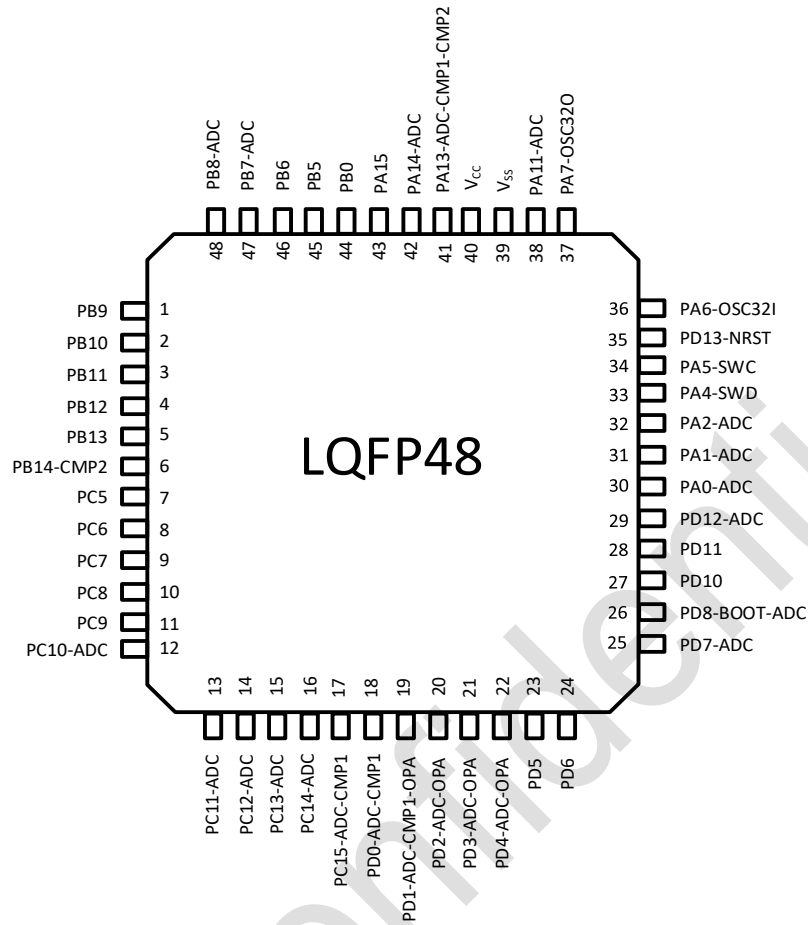 PB8-ADC
PB7-ADC
PB6
PB5
PB0
PA15
PA14-ADC
PA13-ADC-CMP1-CMP2
VCC
VSS
PA11-ADC
PA7-OSC32O
48
47
46
45
44
43
42
41
40
39
38
37
PB9 1
PB10 2
PB11 3
PB12 4
PB13 5
PB14-CMP2 6
PC5 7
PC6 8
PC7 9
PC8 10
PC9 11
PC10-ADC 12
LQFP48
36 PA6-OSC32I
35 PD13-NRST
34 PA5-SWC
33 PA4-SWD
32 PA2-ADC
31 PA1-ADC
30 PA0-ADC
29 PD12-ADC
28 PD11
27 PD10
26 PD8-BOOT-ADC
25 PD7-ADC
13
14
15
16
17
18
19
20
21
22
23
24
PC11-ADC
PC12-ADC
PC13-ADC
PC14-ADC
PC15-ADC-CMP1
PD0-ADC-CMP1
PD1-ADC-CMP1-OPA
PD2-ADC-OPA
PD3-ADC-OPA
PD4-ADC-OPA
PD5
PD6